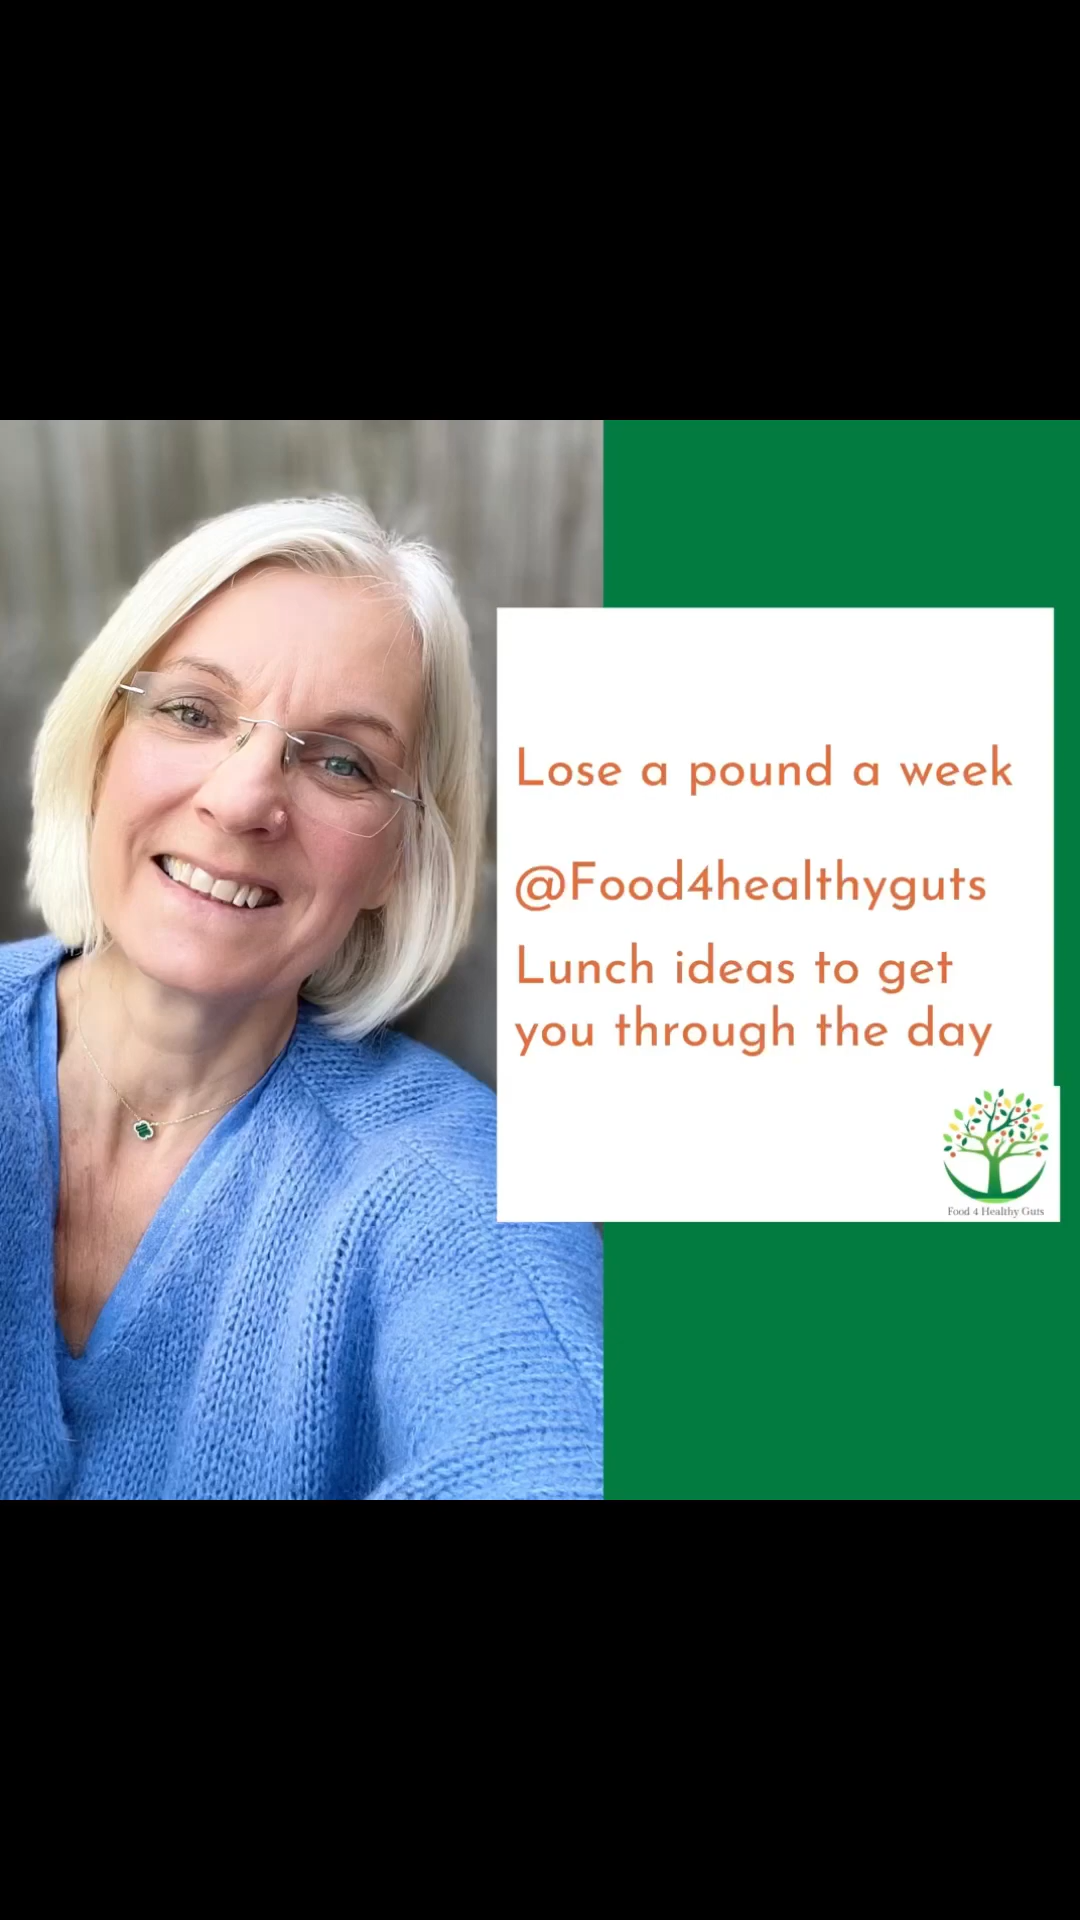 Lose a pound a week
@Food4healthyguts
Lunch ideas to get
you through the day
Food 4 Healthy Guts